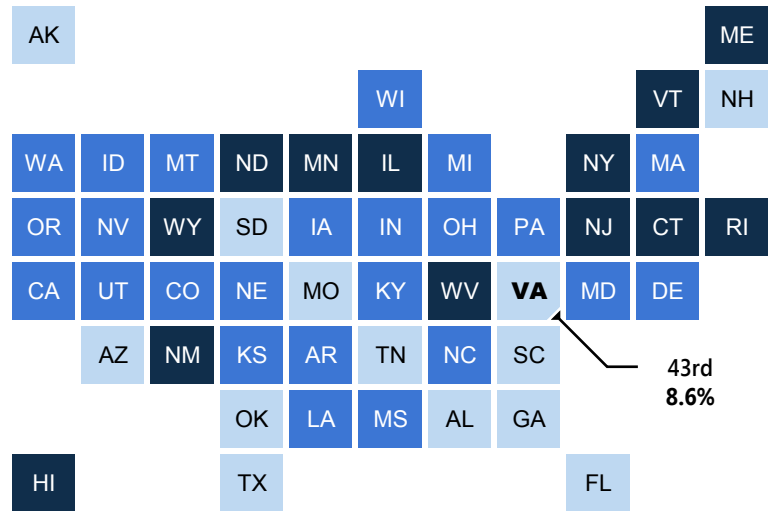 AK ME
WI VT NH
WA ID MT ND MN IL MI NY MA
OR NV WY SD IA IN OH PA NJ CT RI
CA UT CO NE MO KY WV VA MD DE
AZ NM KS AR TN NC SC
43rd
8.6%
OK LA MS AL GA
HI TX FL